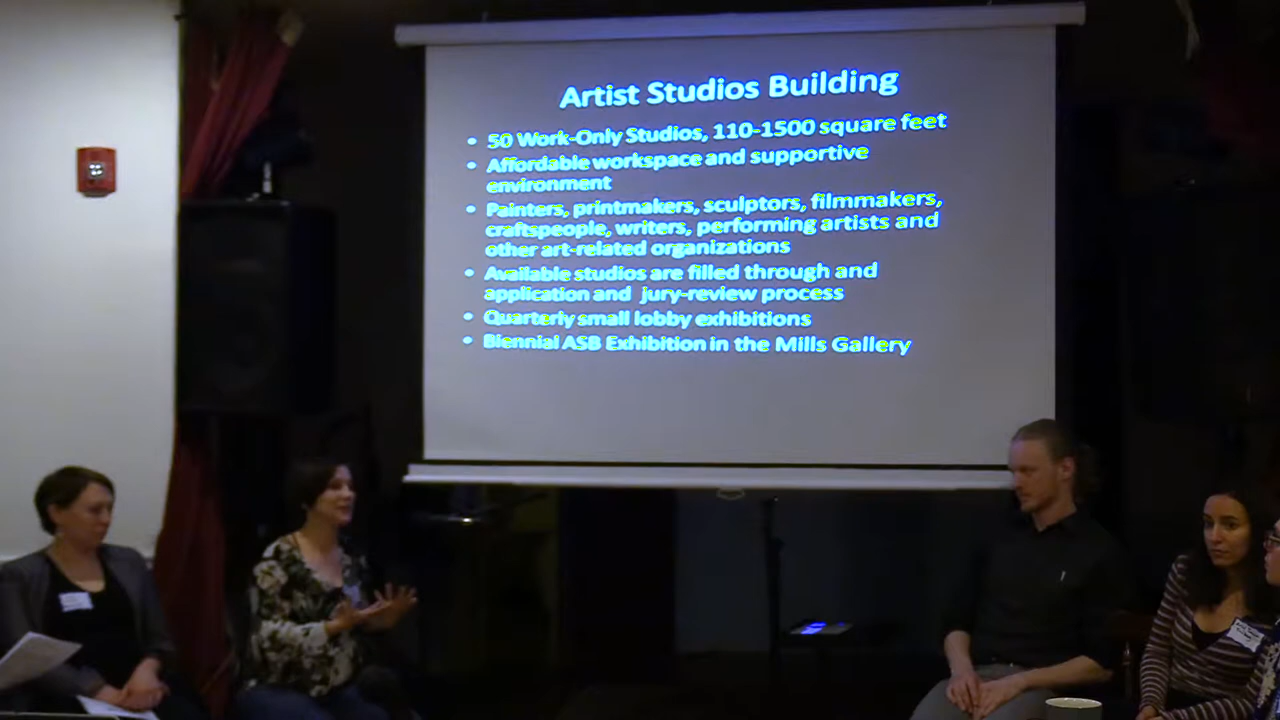 Artist Studios Building
• 50 Work-Only Studios, 110-1500 square feet
• Affordable workspace and supportive
environment
• Painters, printmakers, sculptors, filmmakers,
craftspeople, writers, performing artists and
other art-related organizations
• Available studios are filled through and
application and jury-review process
• Quarterly small lobby exhibitions
• Biennial ASB Exhibition in the Mills Gallery